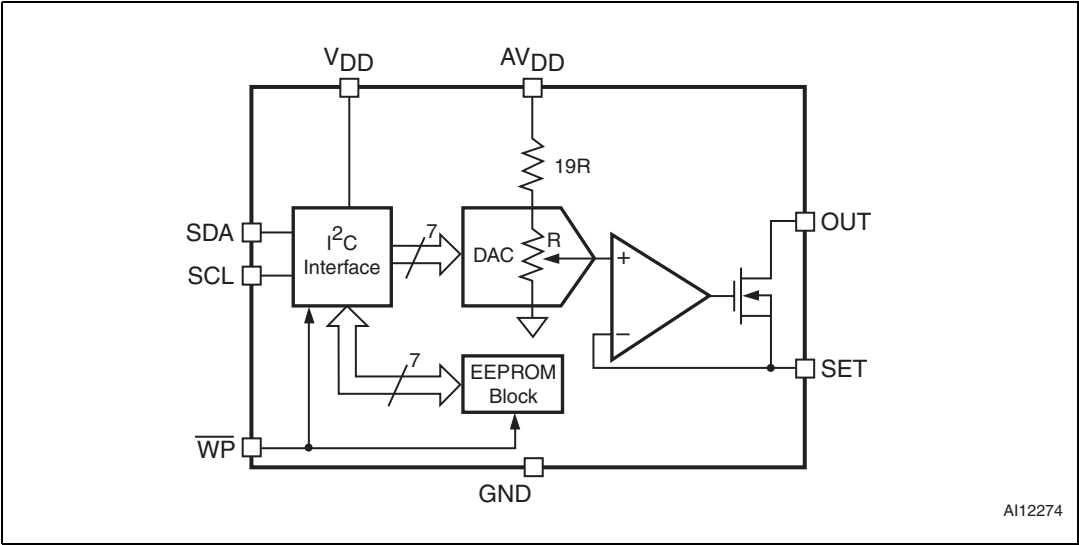 VDD
AVDD
19R
SDA
SCL
I2C
Interface
7
DAC
R
+
−
OUT
SET
7
EEPROM
Block
WP
GND
AI12274